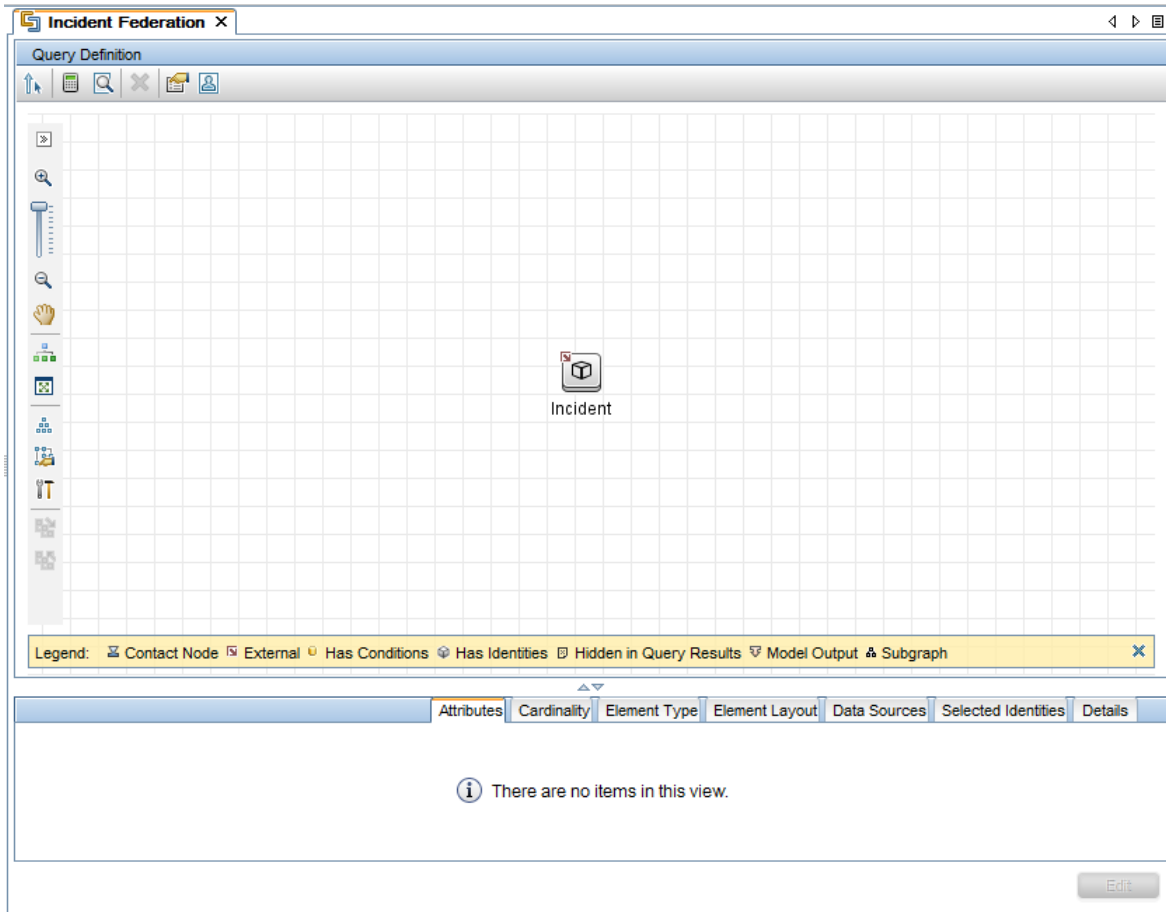 Incident Federation
Query Definition
Incident
Legend: Contact Node External Has Conditions Has Identities Hidden in Query Results Model Output Subgraph
Attributes Cardinality Element Type Element Layout Data Sources Selected Identities Details
There are no items in this view.
Edit